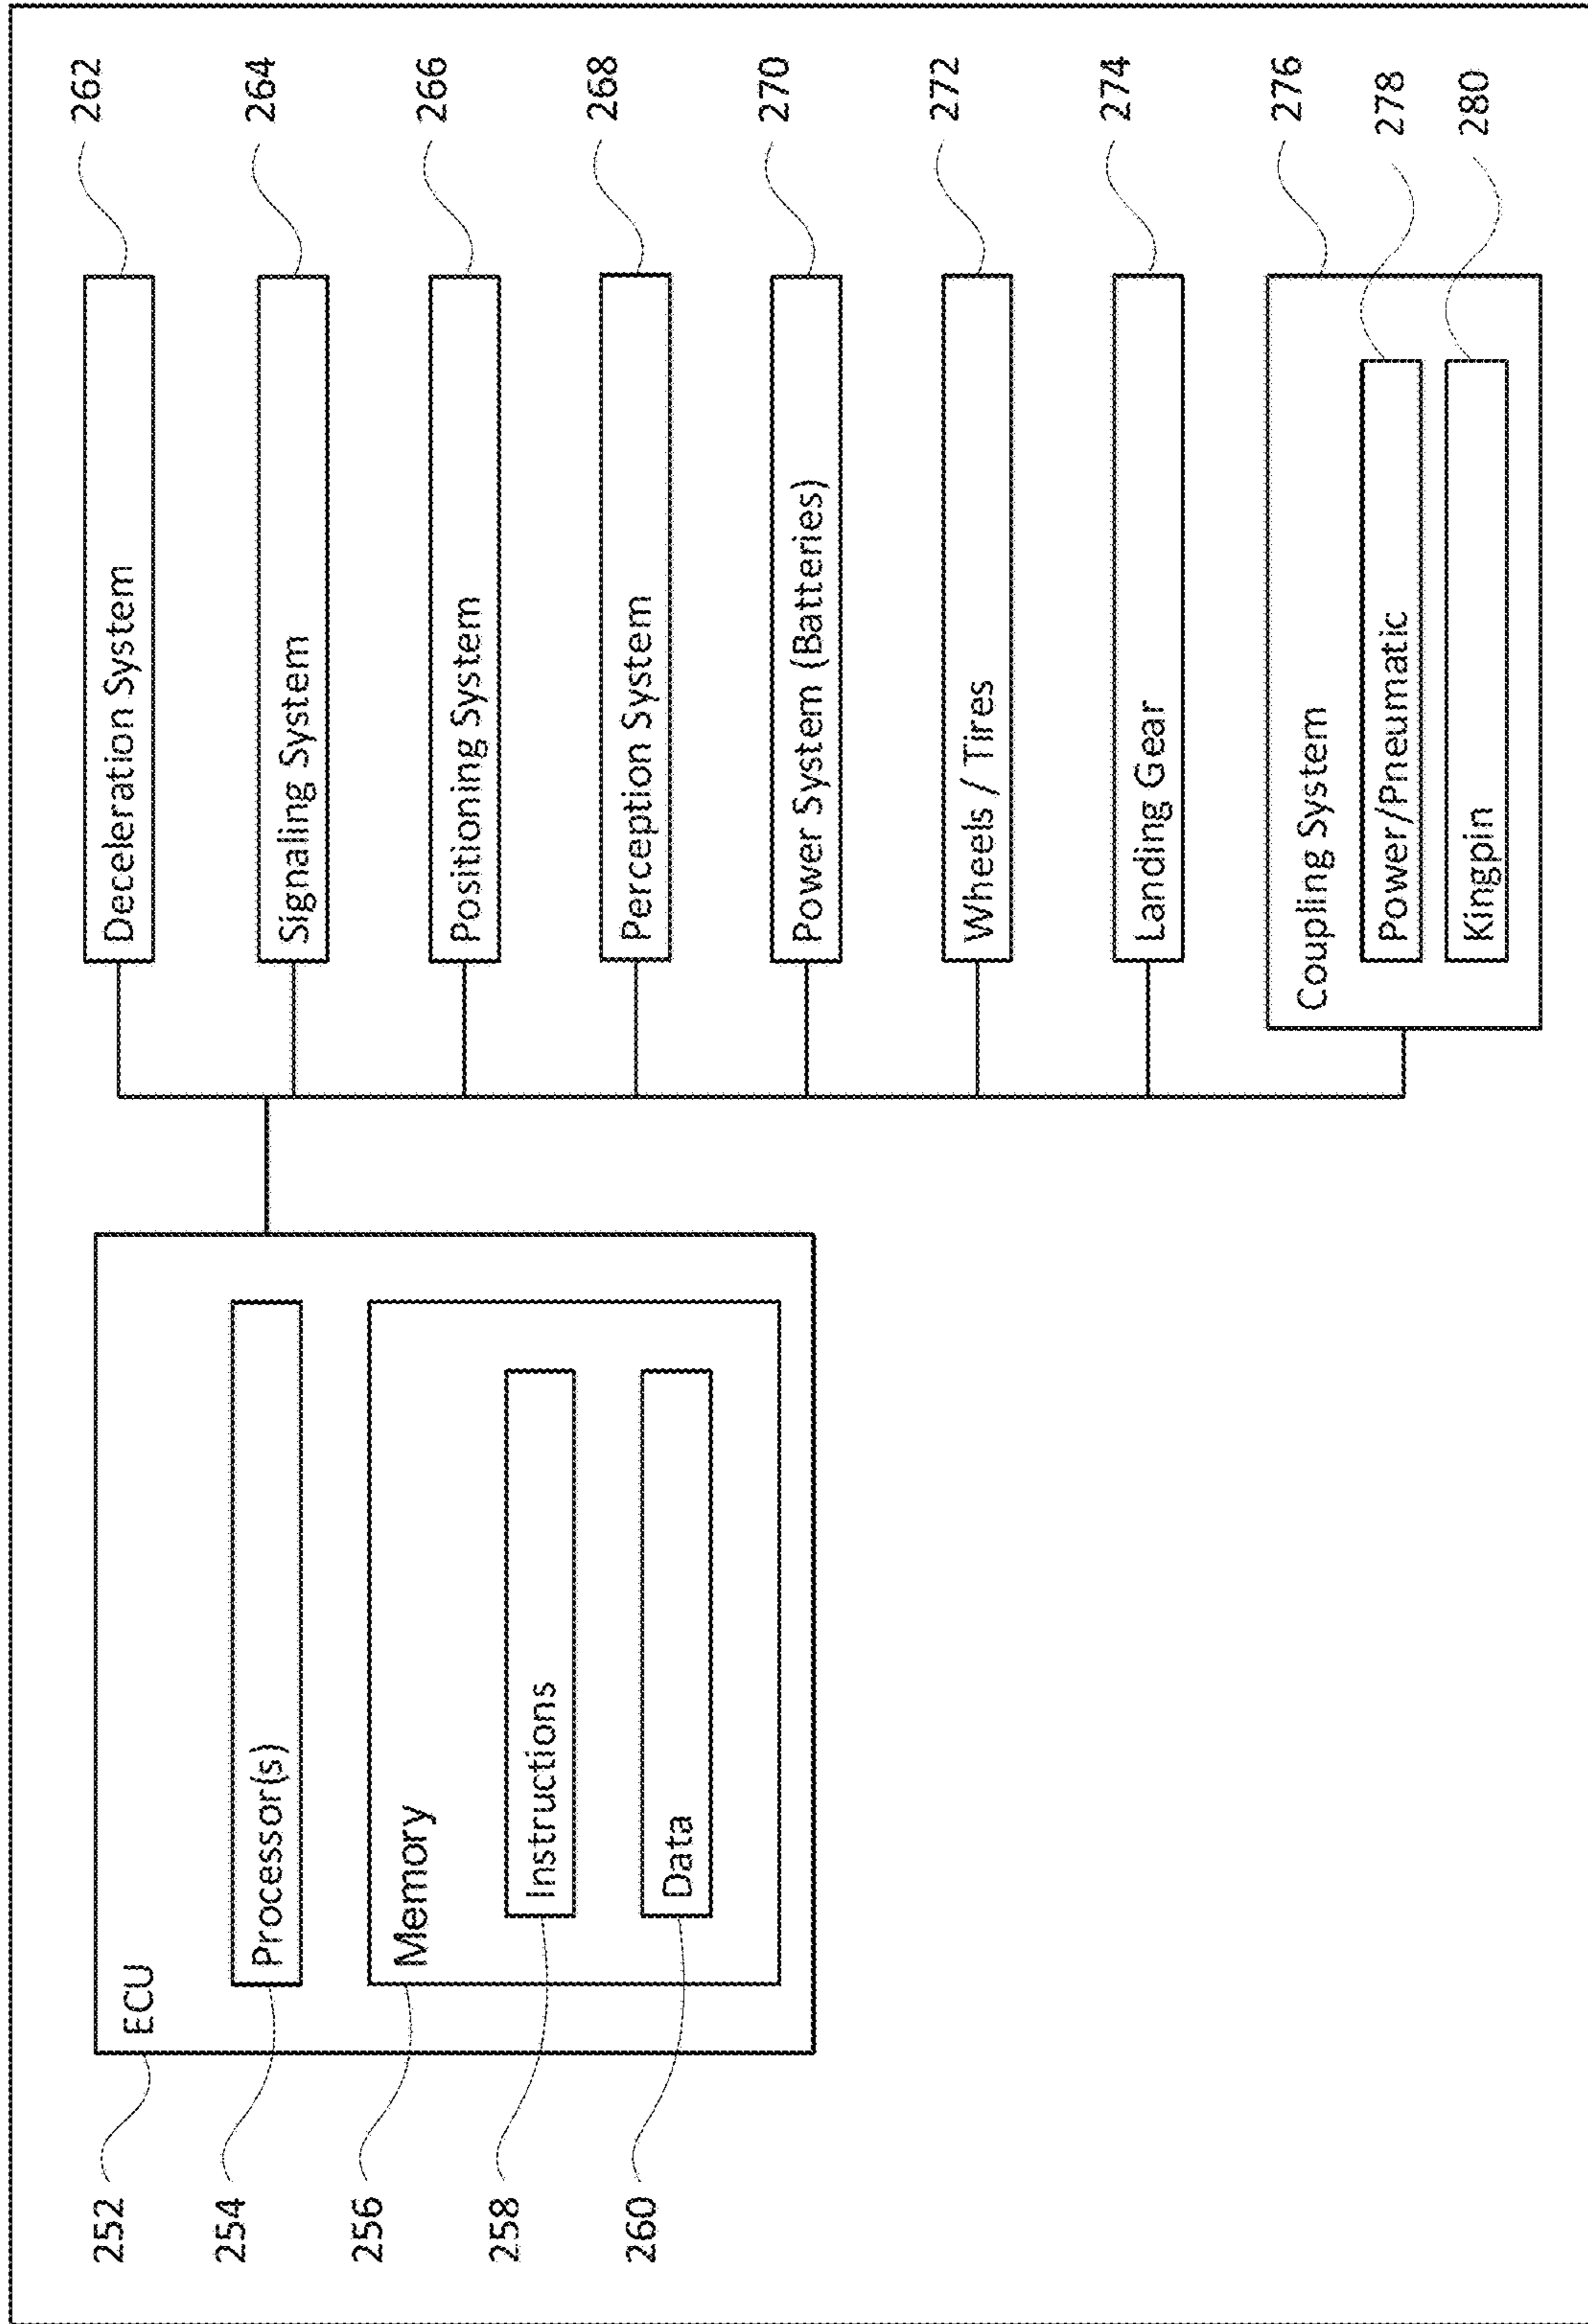 252
ECU
254
Processor(s)
256
Memory
258
Instructions
260
Data
Deceleration System
262
Signaling System
264
Positioning System
266
Perception System
268
Power System (Batteries)
270
Wheels / Tires
272
Landing Gear
274
Coupling System
276
Power/Pneumatic
278
Kingpin
280